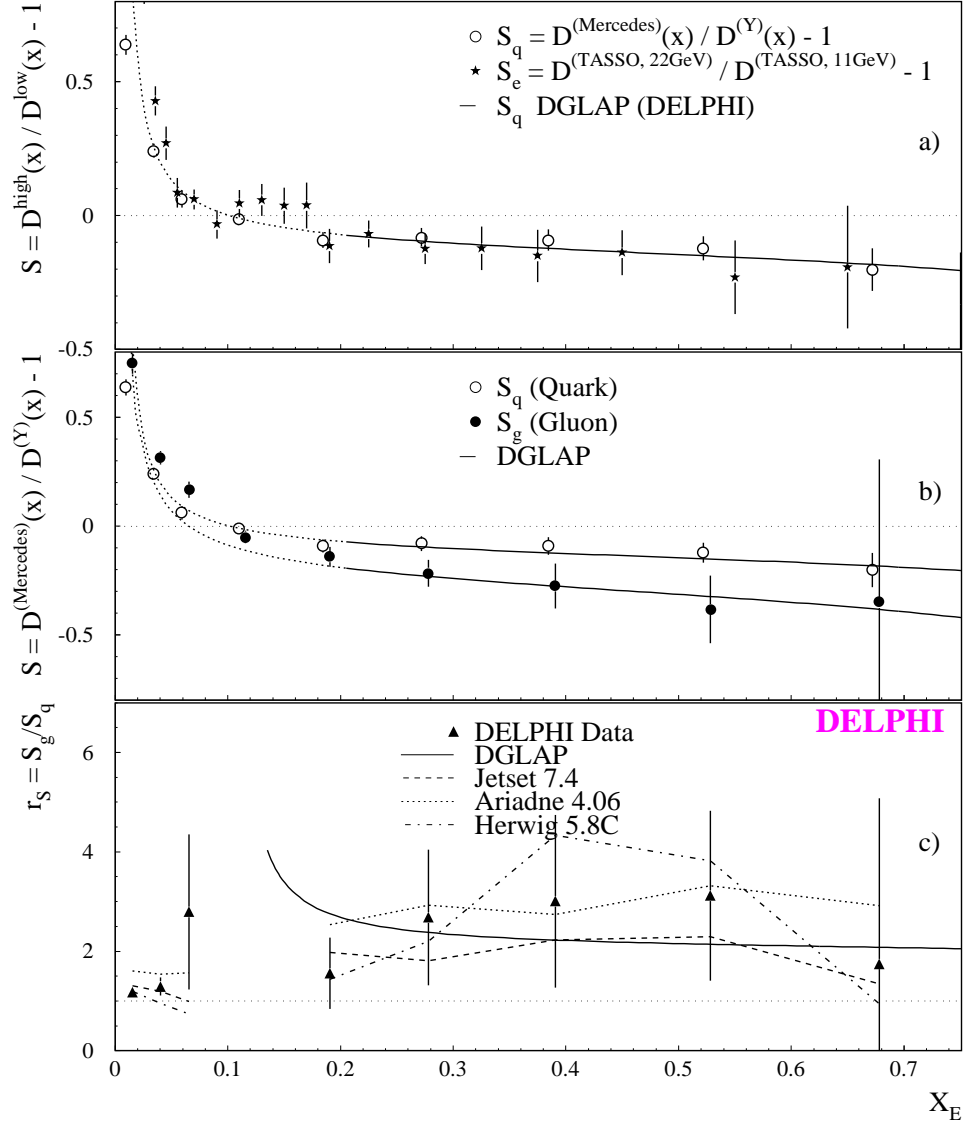 S = D^high(x) / D^low(x) - 1
0.5
0
-0.5
S_q = D^(Mercedes)(x) / D^(Y)(x) - 1
S_e = D^(TASSO, 22GeV) / D^(TASSO, 11GeV) - 1
S_q DGLAP (DELPHI)
a)
S = D^(Mercedes)(x) / D^(Y)(x) - 1
0.5
0
-0.5
S_q (Quark)
S_g (Gluon)
DGLAP
b)
r_S = S_g/S_q
6
4
2
0
DELPHI
DELPHI Data
DGLAP
Jetset 7.4
Ariadne 4.06
Herwig 5.8C
c)
0 0.1 0.2 0.3 0.4 0.5 0.6 0.7
X_E